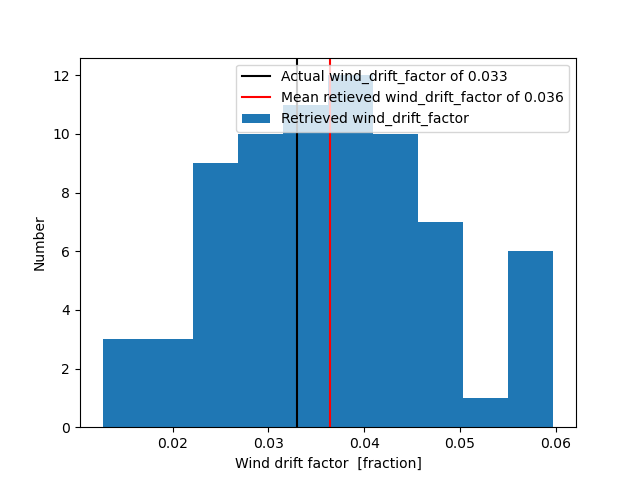 Actual wind_drift_factor of 0.033
Mean retieved wind_drift_factor of 0.036
Retrieved wind_drift_factor
12
10
8
6
4
2
0
Number
0.02 0.03 0.04 0.05 0.06
Wind drift factor [fraction]